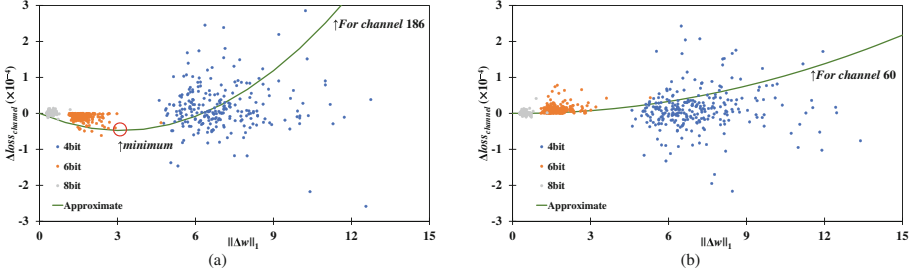 3
2
1
0
-1
-2
-3
Δloss_channel (×10⁻⁴)
↑For channel 186
↑minimum
4bit
6bit
8bit
Approximate
0 3 6 9 12 15
||Δw||₁
(a)
3
2
1
0
-1
-2
-3
Δloss_channel (×10⁻⁴)
↑For channel 60
4bit
6bit
8bit
Approximate
0 3 6 9 12 15
||Δw||₁
(b)